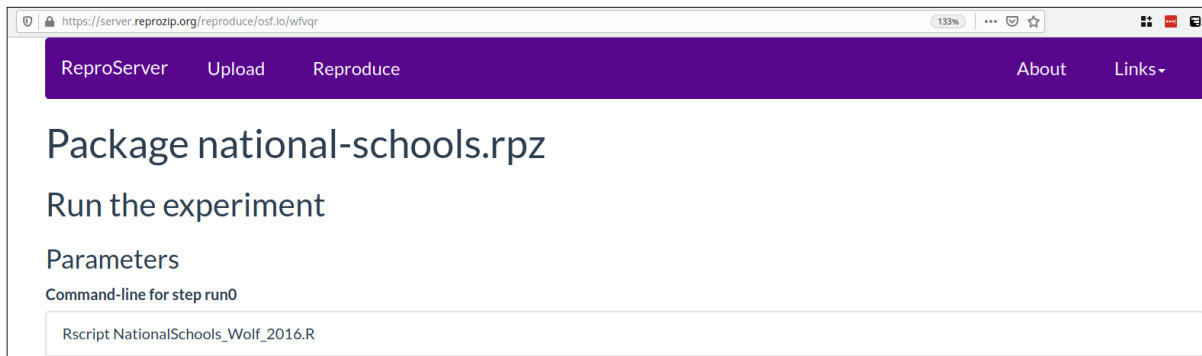 https://server.reprozip.org/reproduce/osf.io/wfvqr 133%
ReproServer Upload Reproduce About Links
Package national-schools.rpz
Run the experiment
Parameters
Command-line for step run0
Rscript NationalSchools_Wolf_2016.R